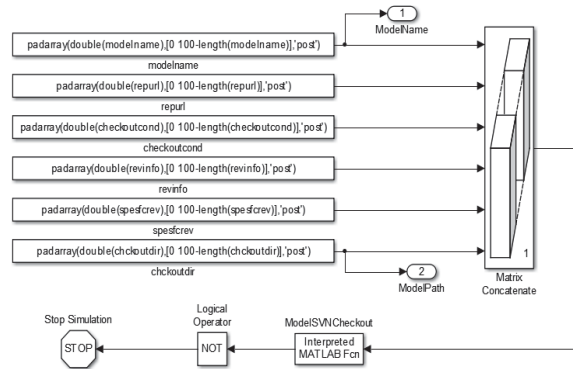 1
ModelName
padarray(double(modelname),[0 100-length(modelname)],'post')
modelname
padarray(double(repurl),[0 100-length(repurl)],'post')
repurl
padarray(double(checkoutcond),[0 100-length(checkoutcond)],'post')
checkoutcond
padarray(double(revinfo),[0 100-length(revinfo)],'post')
revinfo
padarray(double(spesfcrev),[0 100-length(spesfcrev)],'post')
spesfcrev
padarray(double(chckoutdir),[0 100-length(chckoutdir)],'post')
chckoutdir
2
ModelPath
1
Matrix
Concatenate
Stop Simulation
STOP
Logical
Operator
NOT
ModelSVNCheckout
Interpreted
MATLAB Fcn